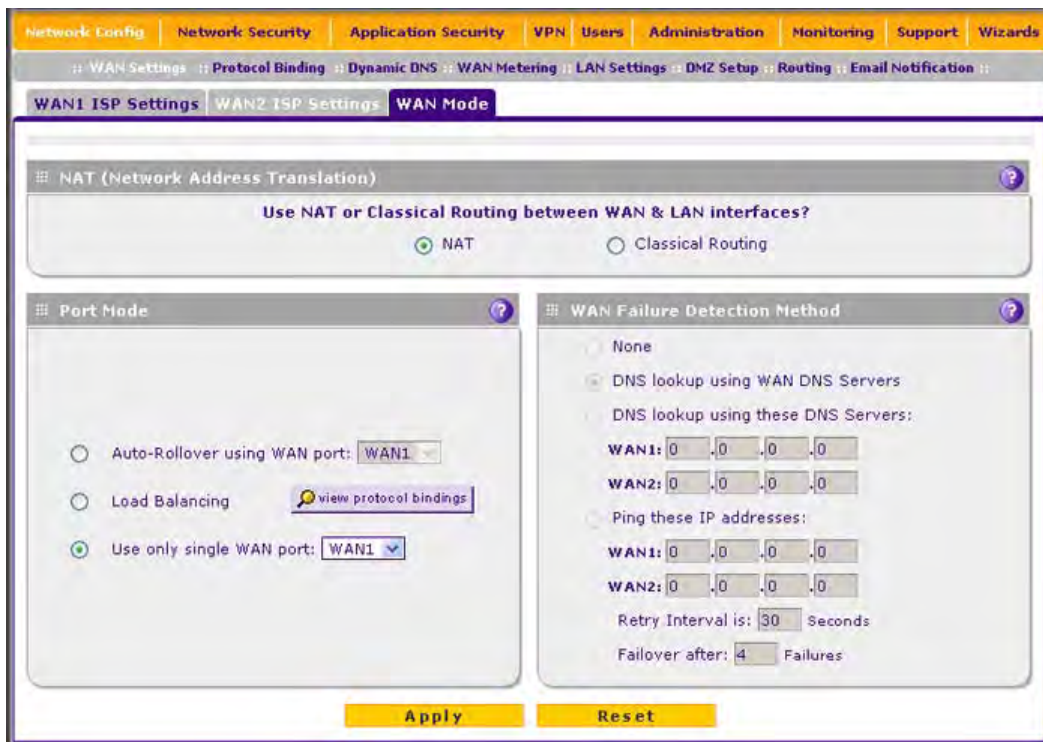 Network Config Network Security Application Security VPN Users Administration Monitoring Support Wizards
:: WAN Settings :: Protocol Binding :: Dynamic DNS :: WAN Metering :: LAN Settings :: DMZ Setup :: Routing :: Email Notification ::
WAN1 ISP Settings WAN2 ISP Settings WAN Mode
NAT (Network Address Translation) ?
Use NAT or Classical Routing between WAN & LAN interfaces?
NAT Classical Routing
Port Mode ?
Auto-Rollover using WAN port: WAN1
Load Balancing view protocol bindings
Use only single WAN port: WAN1
WAN Failure Detection Method ?
None
DNS lookup using WAN DNS Servers
DNS lookup using these DNS Servers:
WAN1: 0 .0 .0 .0
WAN2: 0 .0 .0 .0
Ping these IP addresses:
WAN1: 0 .0 .0 .0
WAN2: 0 .0 .0 .0
Retry Interval is: 30 Seconds
Failover after: 4 Failures
Apply Reset